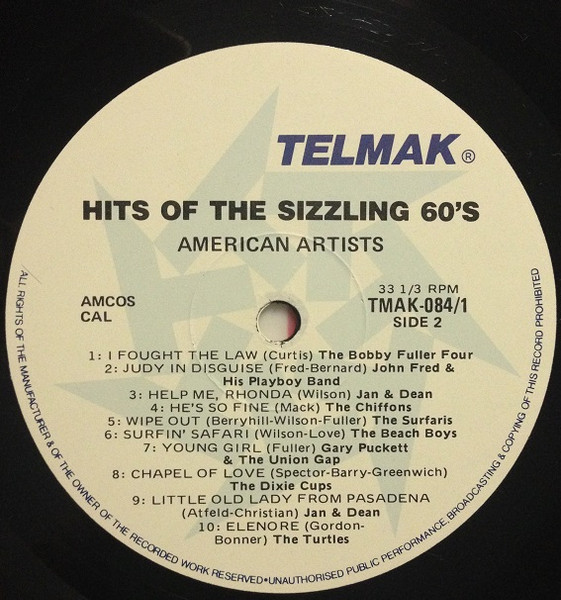 TELMAK ®
HITS OF THE SIZZLING 60'S
AMERICAN ARTISTS
AMCOS
CAL
33 1/3 RPM
TMAK-084/1
SIDE 2
1: I FOUGHT THE LAW (Curtis) The Bobby Fuller Four
2: JUDY IN DISGUISE (Fred-Bernard) John Fred &
His Playboy Band
3: HELP ME, RHONDA (Wilson) Jan & Dean
4: HE'S SO FINE (Mack) The Chiffons
5: WIPE OUT (Berryhill-Wilson-Fuller) The Surfaris
6: SURFIN' SAFARI (Wilson-Love) The Beach Boys
7: YOUNG GIRL (Fuller) Gary Puckett
& The Union Gap
8: CHAPEL OF LOVE (Spector-Barry-Greenwich)
The Dixie Cups
9: LITTLE OLD LADY FROM PASADENA
(Atfeld-Christian) Jan & Dean
10: ELENORE (Gordon-
Bonner) The Turtles
ALL RIGHTS OF THE MANUFACTURER & OF THE OWNER OF THE RECORDED WORK RESERVED•UNAUTHORISED PUBLIC PERFORMANCE, BROADCASTING & COPYING OF THIS RECORD PROHIBITED